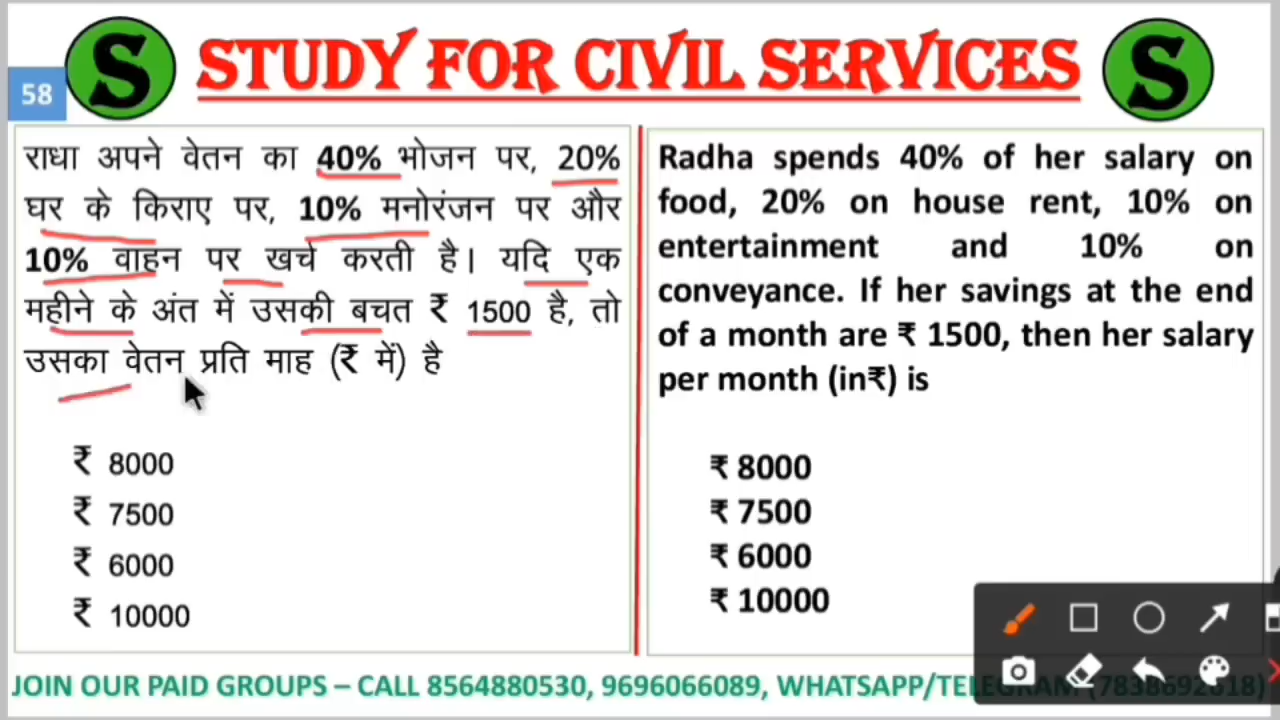 S STUDY FOR CIVIL SERVICES S
58
राधा अपने वेतन का 40% भोजन पर, 20%
घर के किराए पर, 10% मनोरंजन पर और
10% वाहन पर खर्च करती है। यदि एक
महीने के अंत में उसकी बचत ₹ 1500 है, तो
उसका वेतन प्रति माह (₹ में) है
₹ 8000
₹ 7500
₹ 6000
₹ 10000
Radha spends 40% of her salary on
food, 20% on house rent, 10% on
entertainment and 10% on
conveyance. If her savings at the end
of a month are ₹ 1500, then her salary
per month (in₹) is
₹ 8000
₹ 7500
₹ 6000
₹ 10000
JOIN OUR PAID GROUPS – CALL 8564880530, 9696066089, WHATSAPP/TELEGRAM (7838692618)